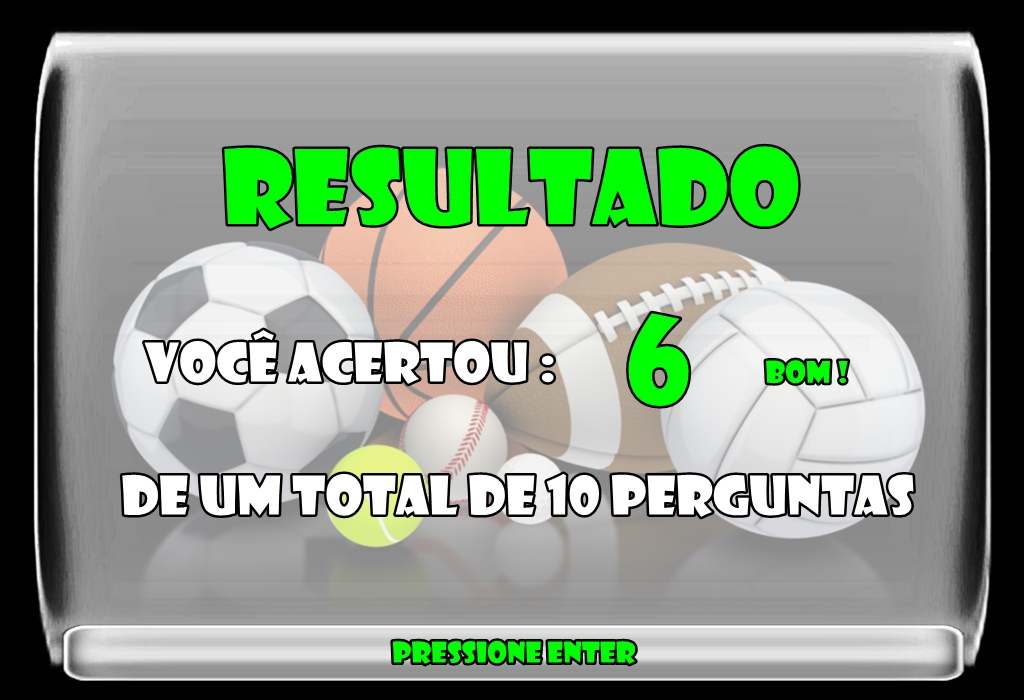 RESULTADO
VOCÊ ACERTOU : 6 BOM !
DE UM TOTAL DE 10 PERGUNTAS
PRESSIONE ENTER